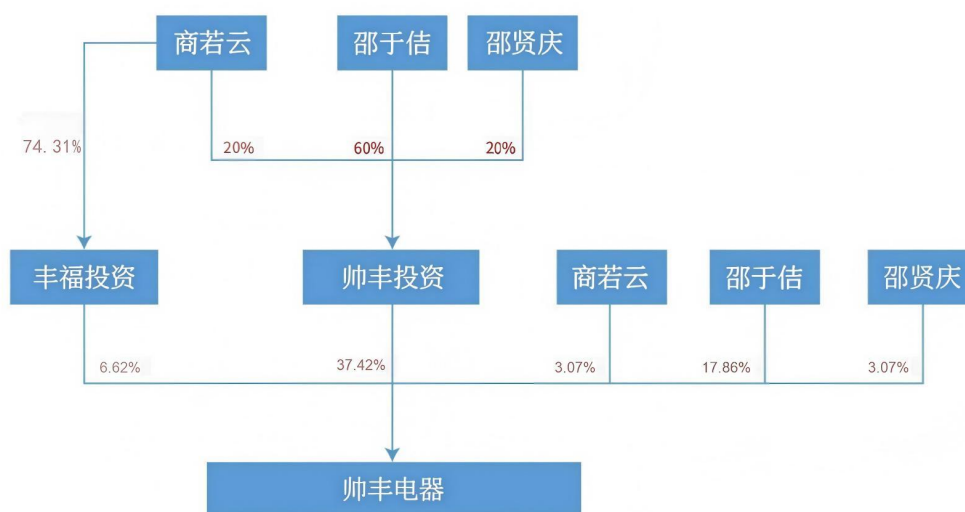 商若云
邵于佶
邵贤庆
74.31%
20%
60%
20%
丰福投资
帅丰投资
商若云
邵于佶
邵贤庆
6.62%
37.42%
3.07%
17.86%
3.07%
帅丰电器